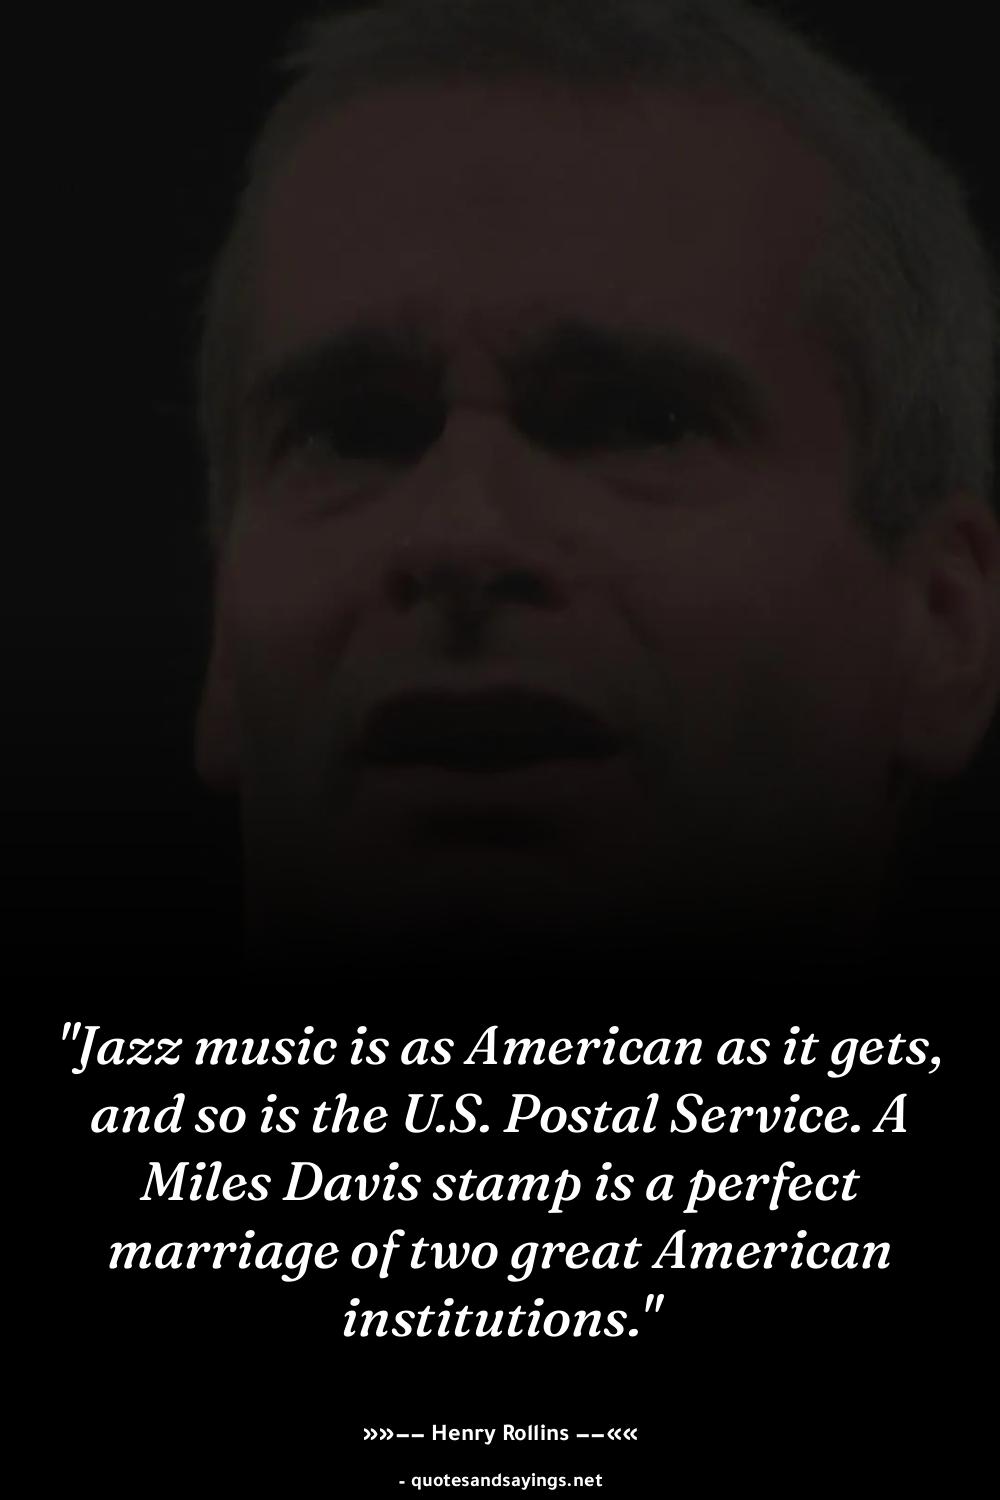 "Jazz music is as American as it gets,
and so is the U.S. Postal Service. A
Miles Davis stamp is a perfect
marriage of two great American
institutions."
»»−− Henry Rollins −−««
- quotesandsayings.net